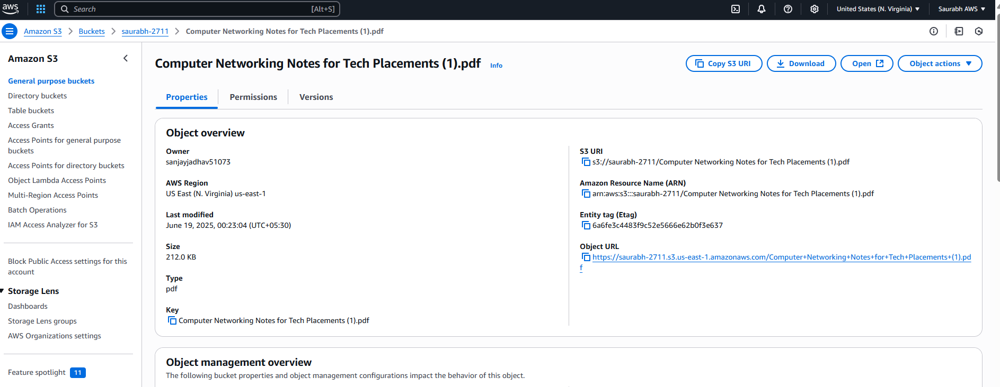 aws
Search
[Alt+S]
United States (N. Virginia)
Saurabh AWS
Amazon S3
Buckets
saurabh-2711
Computer Networking Notes for Tech Placements (1).pdf
Amazon S3
General purpose buckets
Directory buckets
Table buckets
Access Grants
Access Points for general purpose
buckets
Access Points for directory buckets
Object Lambda Access Points
Multi-Region Access Points
Batch Operations
IAM Access Analyzer for S3
Block Public Access settings for this
account
Storage Lens
Dashboards
Storage Lens groups
AWS Organizations settings
Feature spotlight 11
Computer Networking Notes for Tech Placements (1).pdf Info
Copy S3 URI
Download
Open
Object actions
Properties
Permissions
Versions
Object overview
Owner
sanjayjadhav51073
AWS Region
US East (N. Virginia) us-east-1
Last modified
June 19, 2025, 00:23:04 (UTC+05:30)
Size
212.0 KB
Type
pdf
Key
Computer Networking Notes for Tech Placements (1).pdf
S3 URI
s3://saurabh-2711/Computer Networking Notes for Tech Placements (1).pdf
Amazon Resource Name (ARN)
arn:aws:s3:::saurabh-2711/Computer Networking Notes for Tech Placements (1).pdf
Entity tag (Etag)
6a6fe3c4483f9c52e5666e62b0f3e637
Object URL
https://saurabh-2711.s3.us-east-1.amazonaws.com/Computer+Networking+Notes+for+Tech+Placements+(1).pd
f
Object management overview
The following bucket properties and object management configurations impact the behavior of this object.